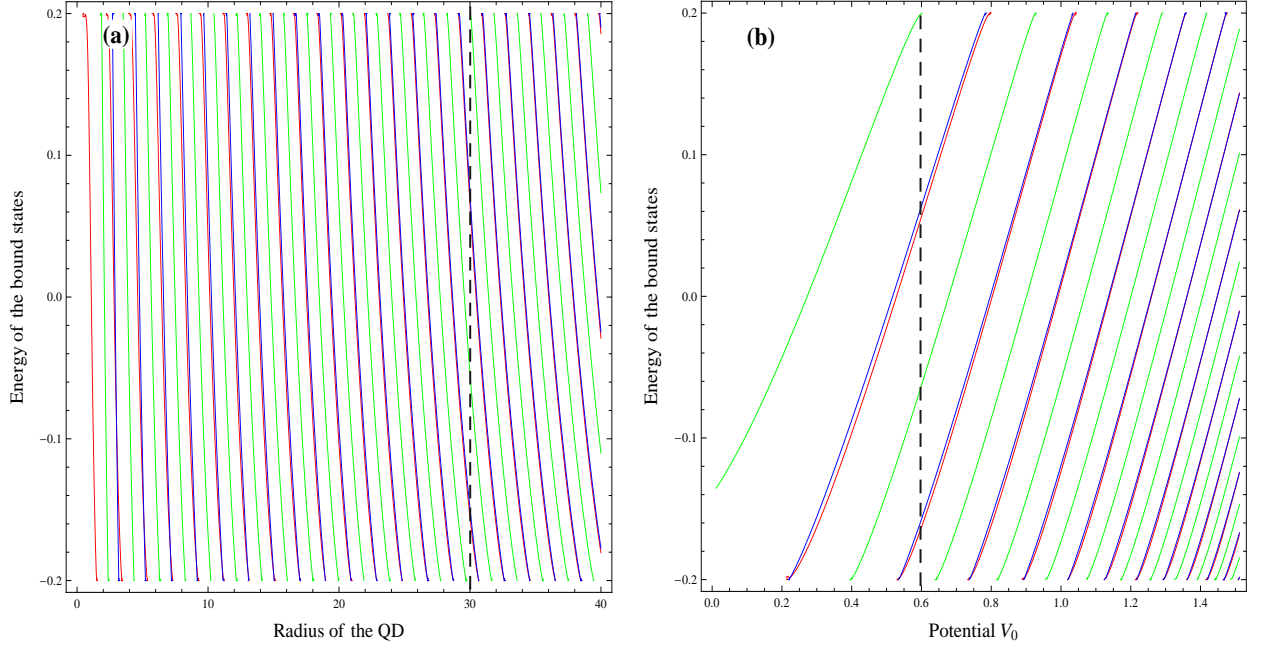 (a)
Energy of the bound states
0.2
0.1
0.0
−0.1
−0.2
0 10 20 30 40
Radius of the QD
(b)
Energy of the bound states
0.2
0.1
0.0
−0.1
−0.2
0.0 0.2 0.4 0.6 0.8 1.0 1.2 1.4
Potential V₀